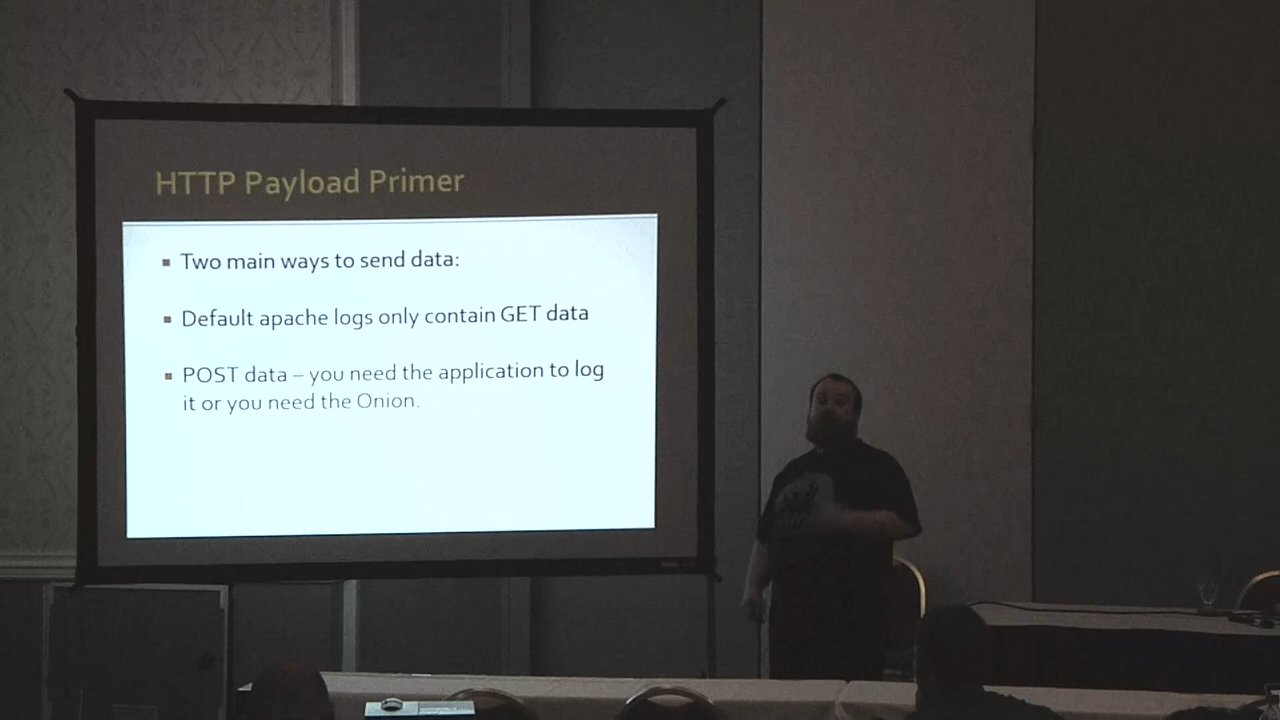 HTTP Payload Primer
Two main ways to send data:
Default apache logs only contain GET data
POST data – you need the application to log
it or you need the Onion.